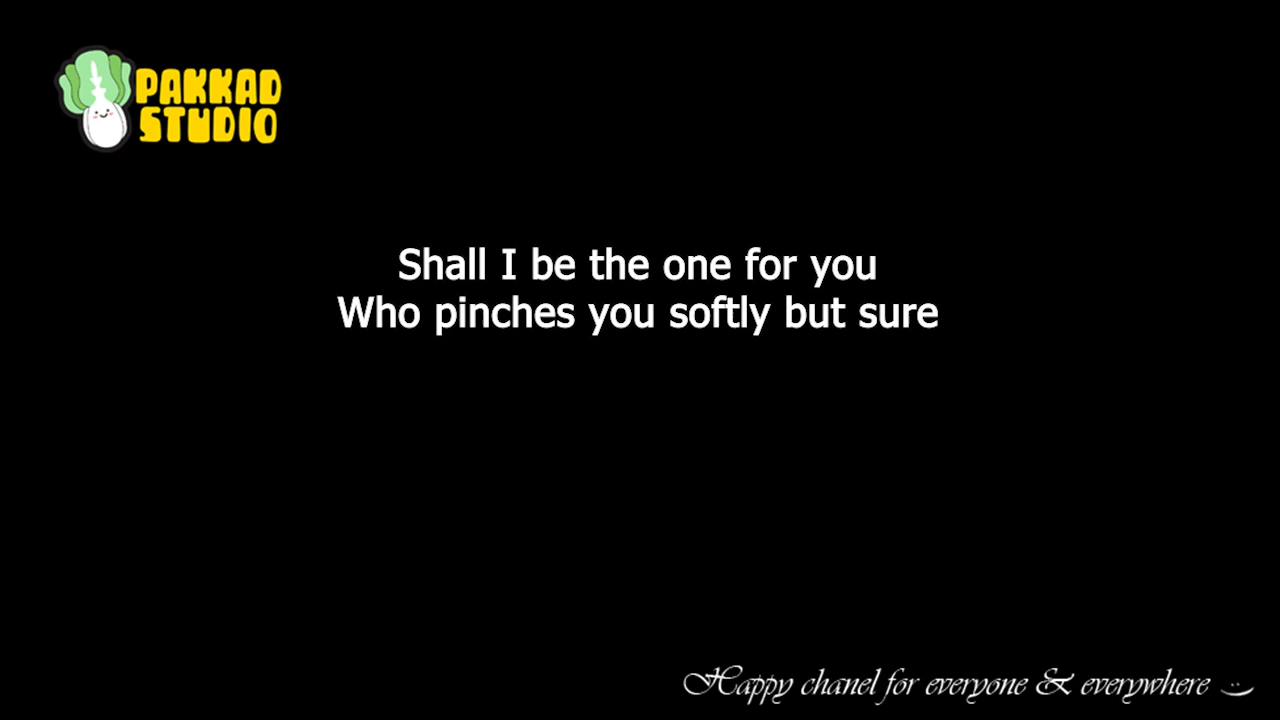 PAKKAD
STUDIO
Shall I be the one for you
Who pinches you softly but sure
Happy chanel for everyone & everywhere :)